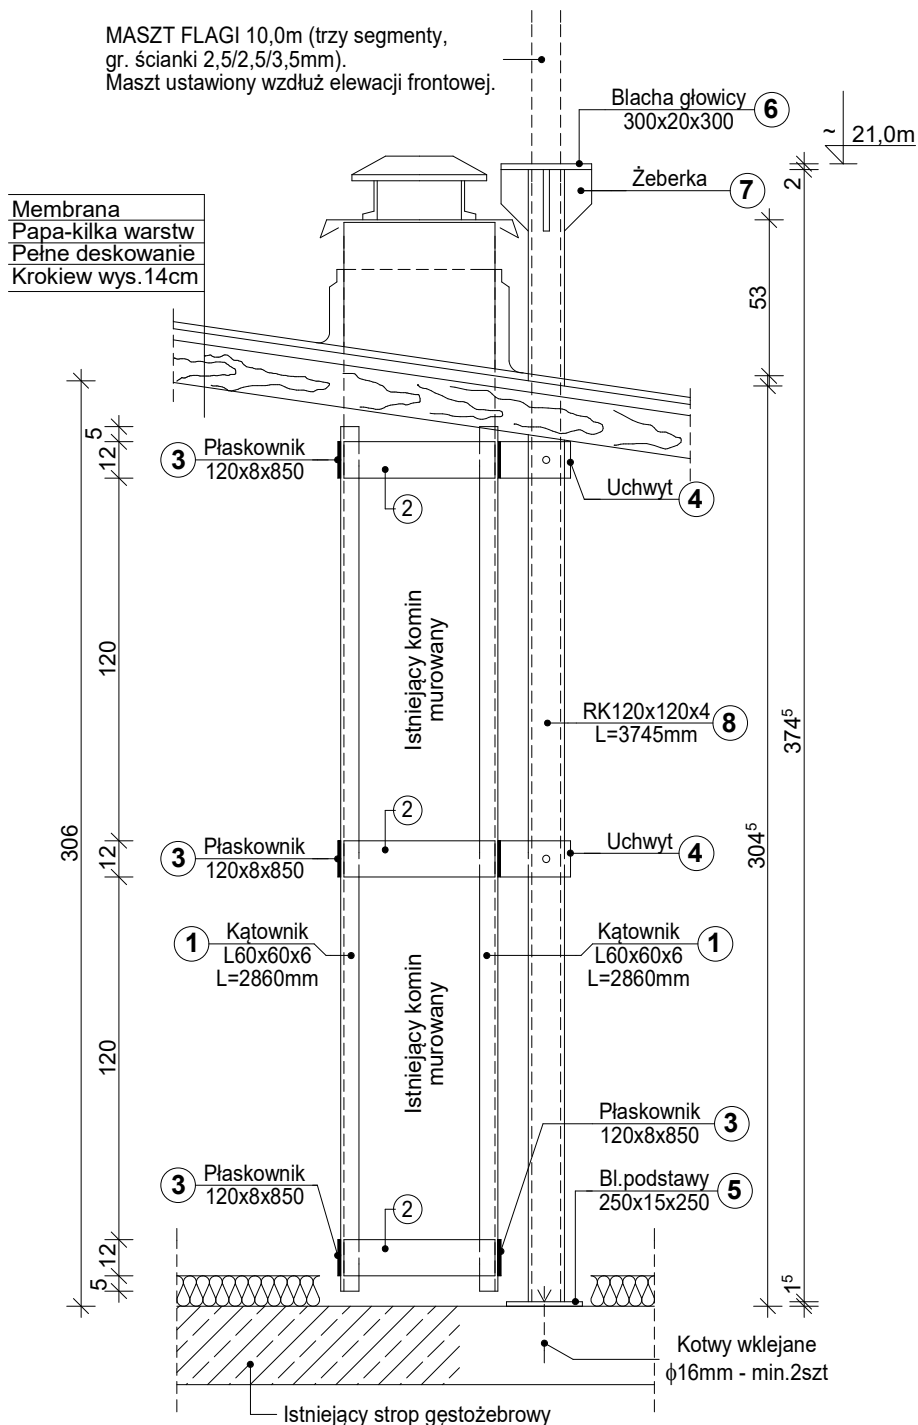 MASZT FLAGI 10,0m (trzy segmenty,
gr. ścianki 2,5/2,5/3,5mm).
Maszt ustawiony wzdłuż elewacji frontowej.
Blacha głowicy
300x20x300
6
~ 21,0m
Żeberka
7
2
Membrana
Papa-kilka warstw
Pełne deskowanie
Krokiew wys.14cm
53
5
12
3
Płaskownik
120x8x850
2
Uchwyt
4
120
Istniejący komin
murowany
RK120x120x4
L=3745mm
8
374⁵
306
304⁵
2
12
3
Płaskownik
120x8x850
Uchwyt
4
1
Kątownik
L60x60x6
L=2860mm
Kątownik
L60x60x6
L=2860mm
1
120
Istniejący komin
murowany
Płaskownik
120x8x850
3
3
Płaskownik
120x8x850
2
Bl.podstawy
250x15x250
5
12
5
1⁵
Kotwy wklejane
ϕ16mm - min.2szt
Istniejący strop gęstożebrowy